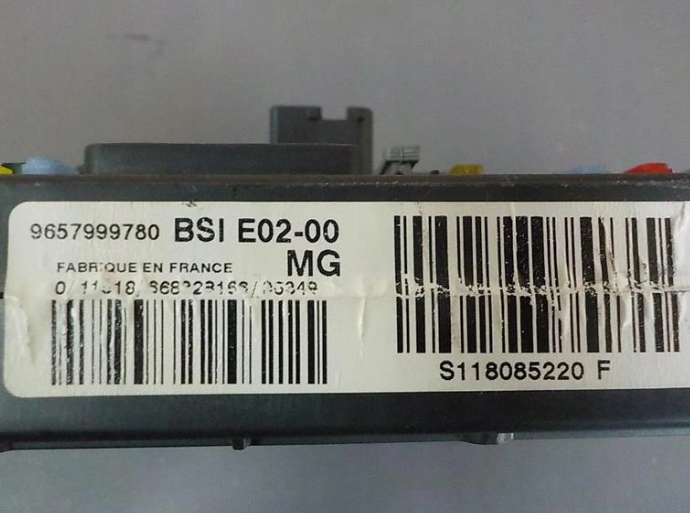 9657999780 BSI E02-00
FABRIQUE EN FRANCE MG
S118085220 F